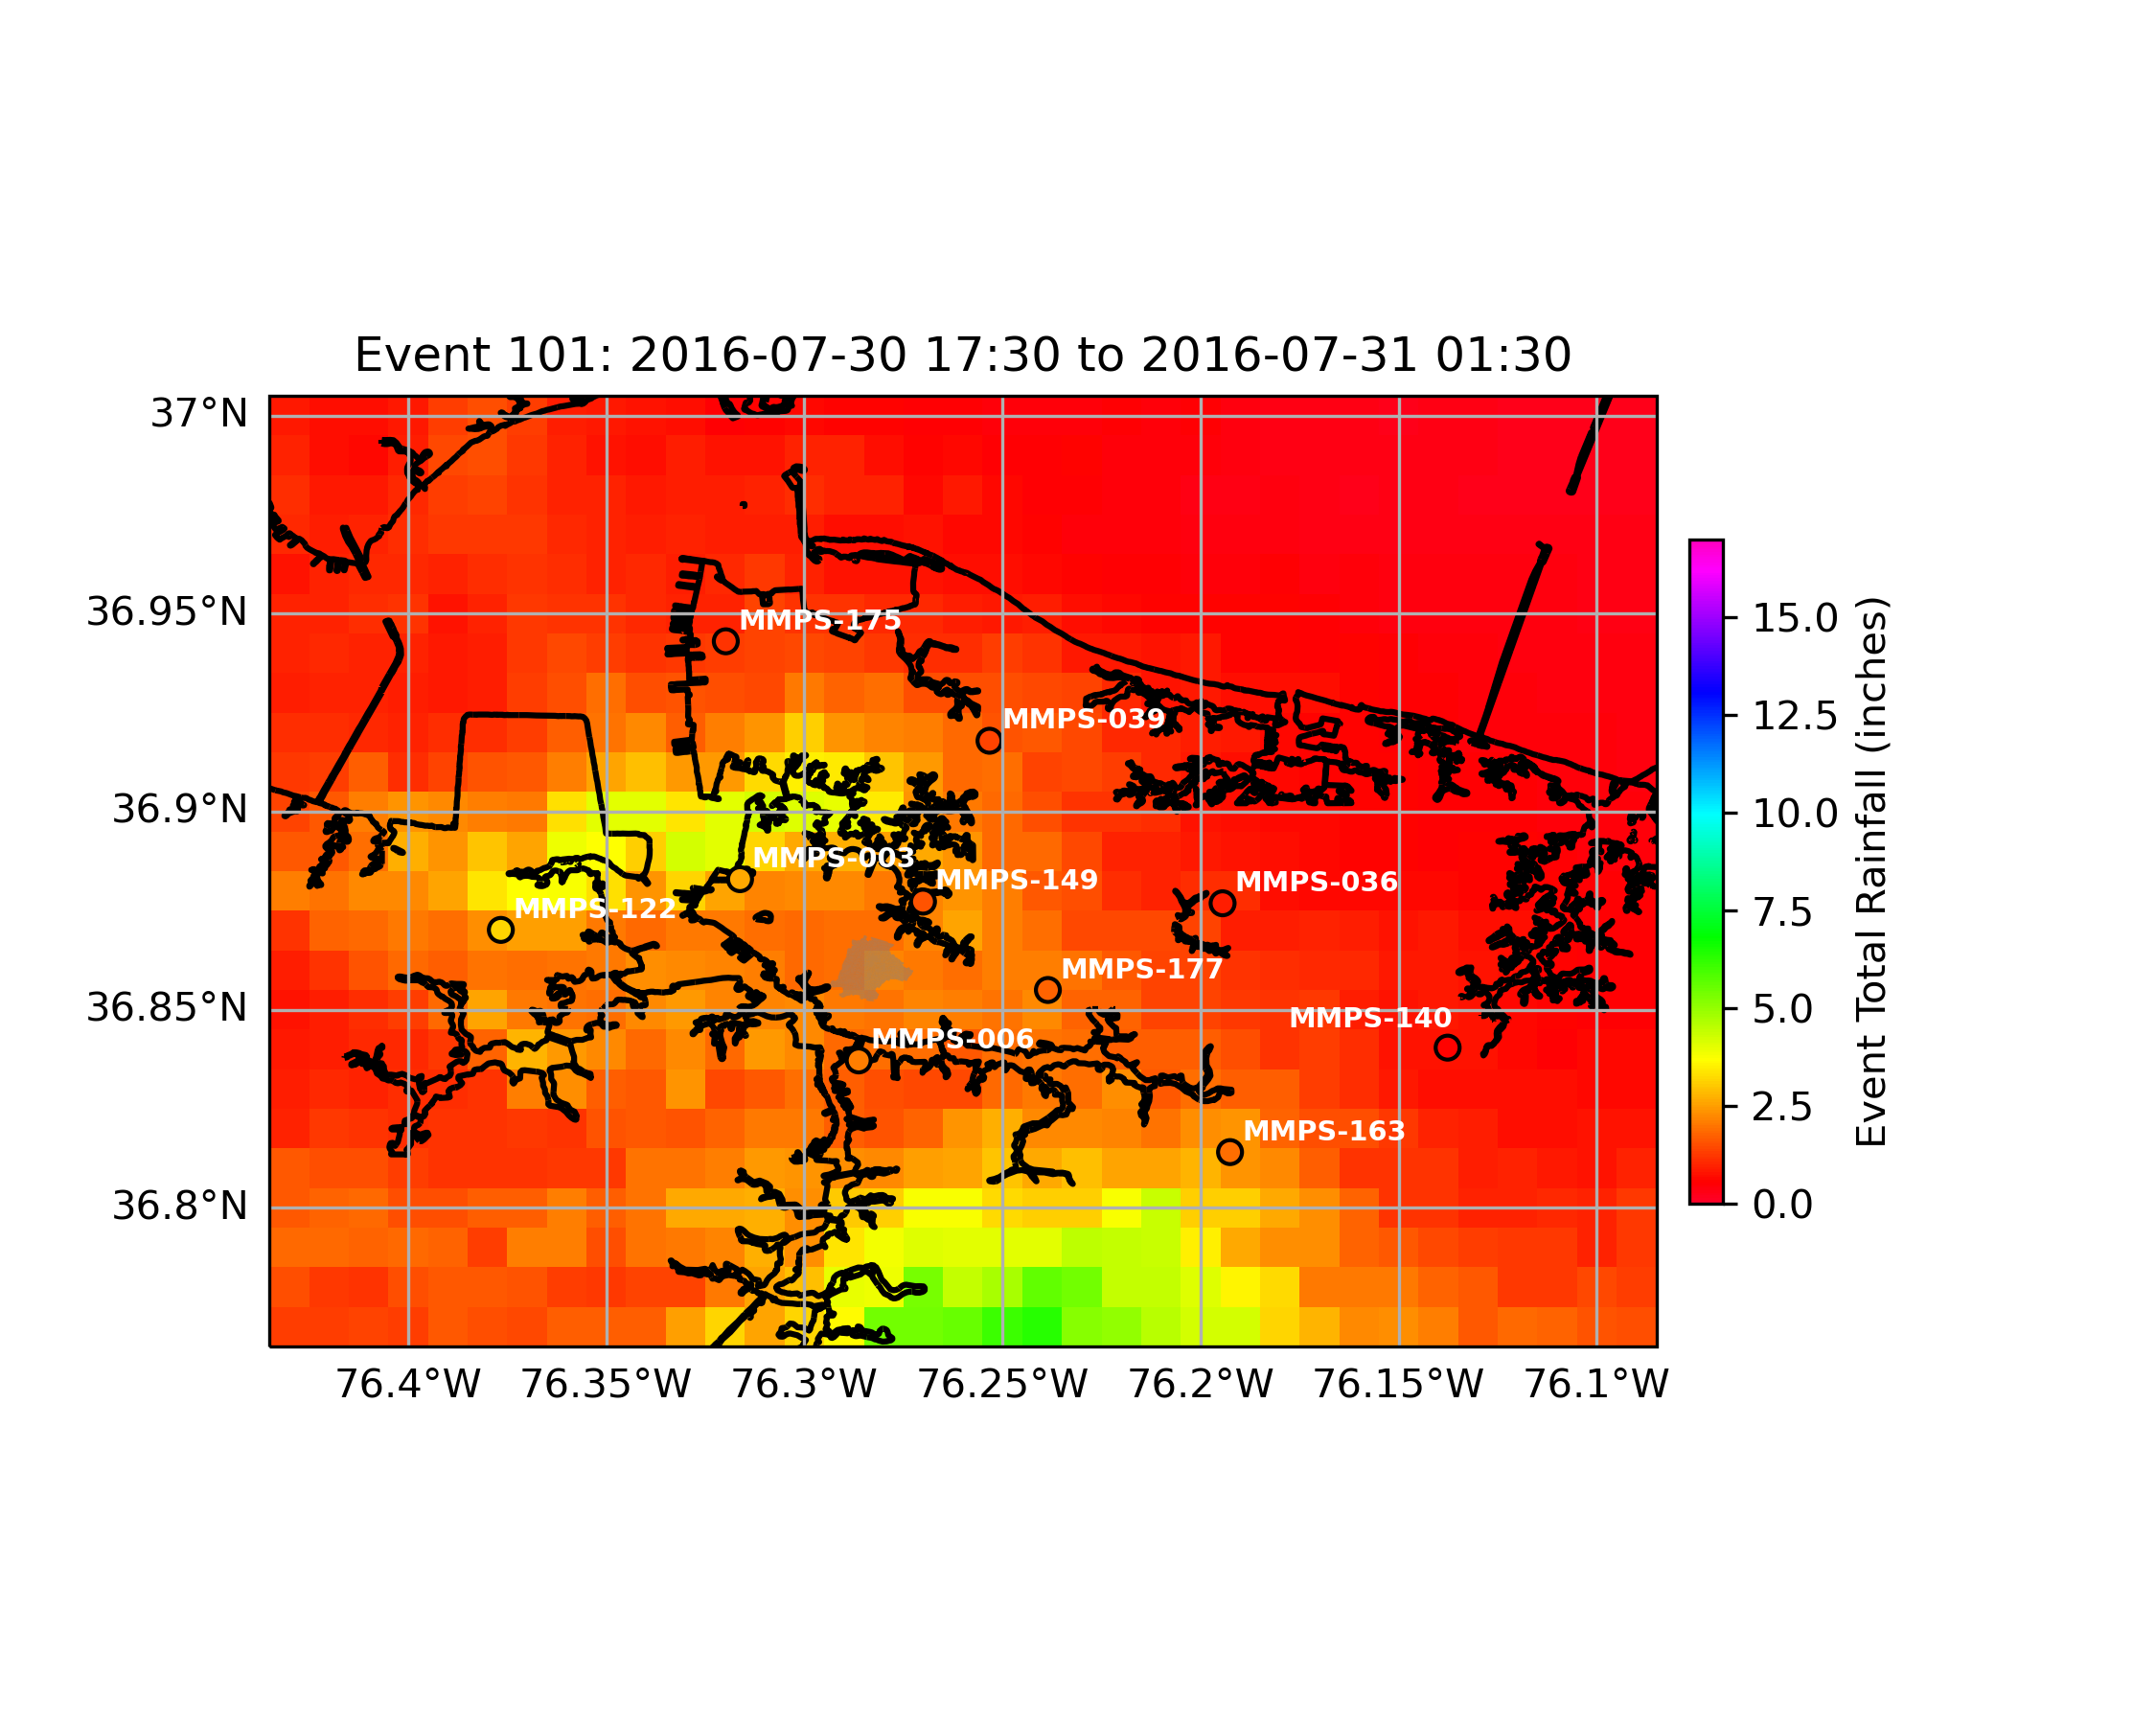 Event 101: 2016-07-30 17:30 to 2016-07-31 01:30
37°N
36.95°N
36.9°N
36.85°N
36.8°N
MMPS-175
MMPS-039
MMPS-003
MMPS-149
MMPS-036
MMPS-122
MMPS-177
MMPS-140
MMPS-006
MMPS-163
76.4°W 76.35°W 76.3°W 76.25°W 76.2°W 76.15°W 76.1°W
15.0
12.5
10.0
7.5
5.0
2.5
0.0
Event Total Rainfall (inches)